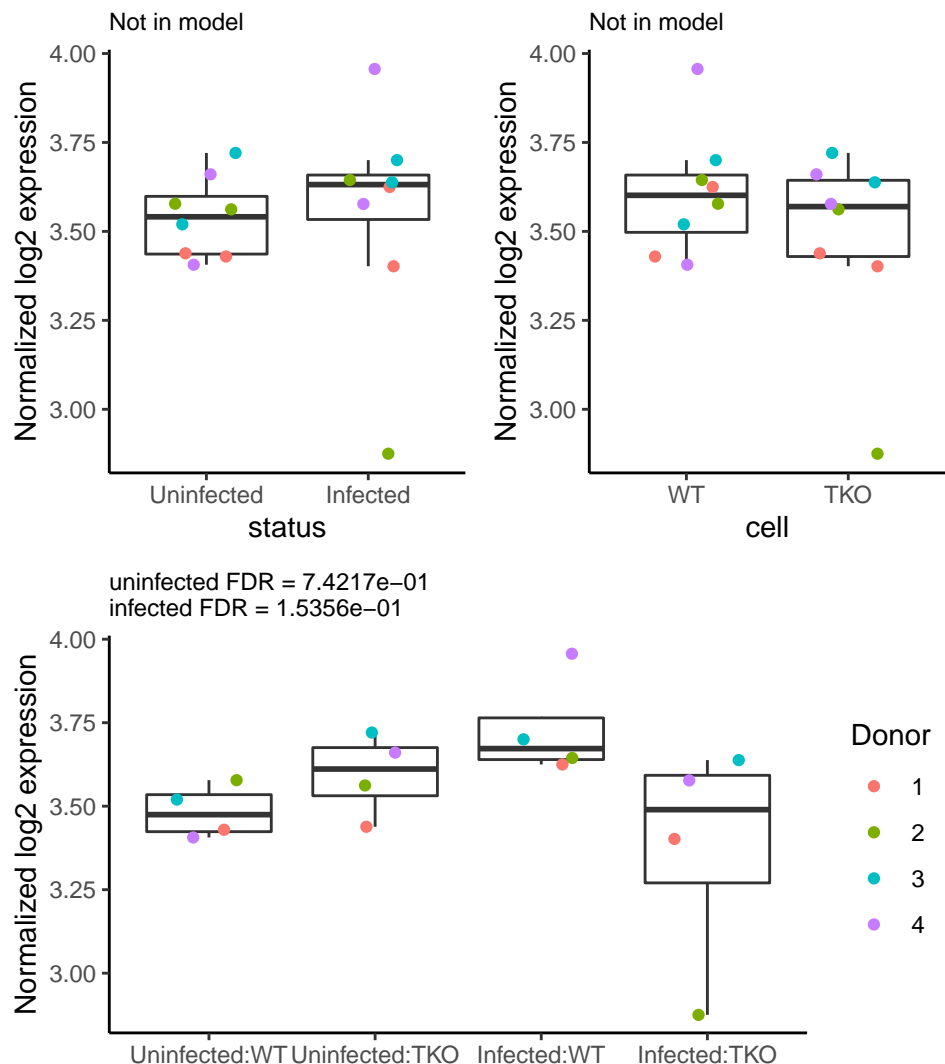 Not in model
Normalized log2 expression
4.00
3.75
3.50
3.25
3.00
Uninfected Infected
status
Not in model
Normalized log2 expression
4.00
3.75
3.50
3.25
3.00
WT TKO
cell
uninfected FDR = 7.4217e−01
infected FDR = 1.5356e−01
Normalized log2 expression
4.00
3.75
3.50
3.25
3.00
Uninfected:WT Uninfected:TKO Infected:WT Infected:TKO
Donor
1
2
3
4